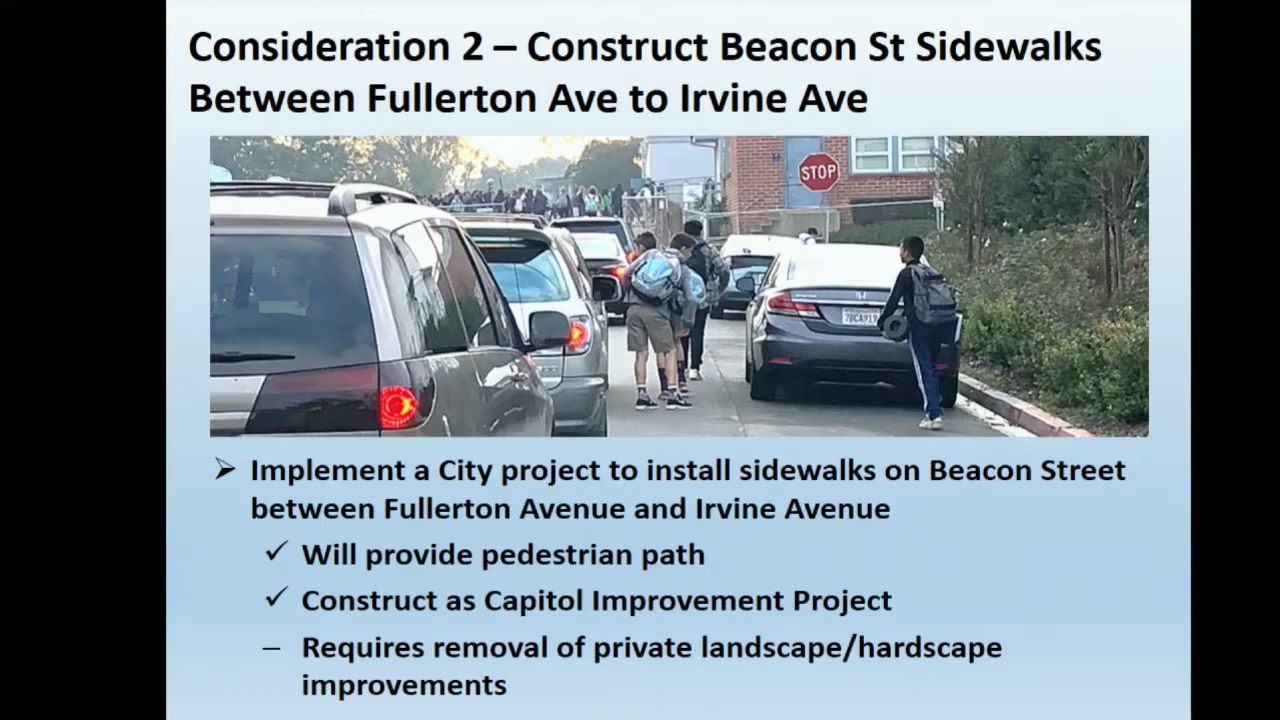 Consideration 2 – Construct Beacon St Sidewalks
Between Fullerton Ave to Irvine Ave
STOP
➢ Implement a City project to install sidewalks on Beacon Street
between Fullerton Avenue and Irvine Avenue
✓ Will provide pedestrian path
✓ Construct as Capitol Improvement Project
– Requires removal of private landscape/hardscape
improvements